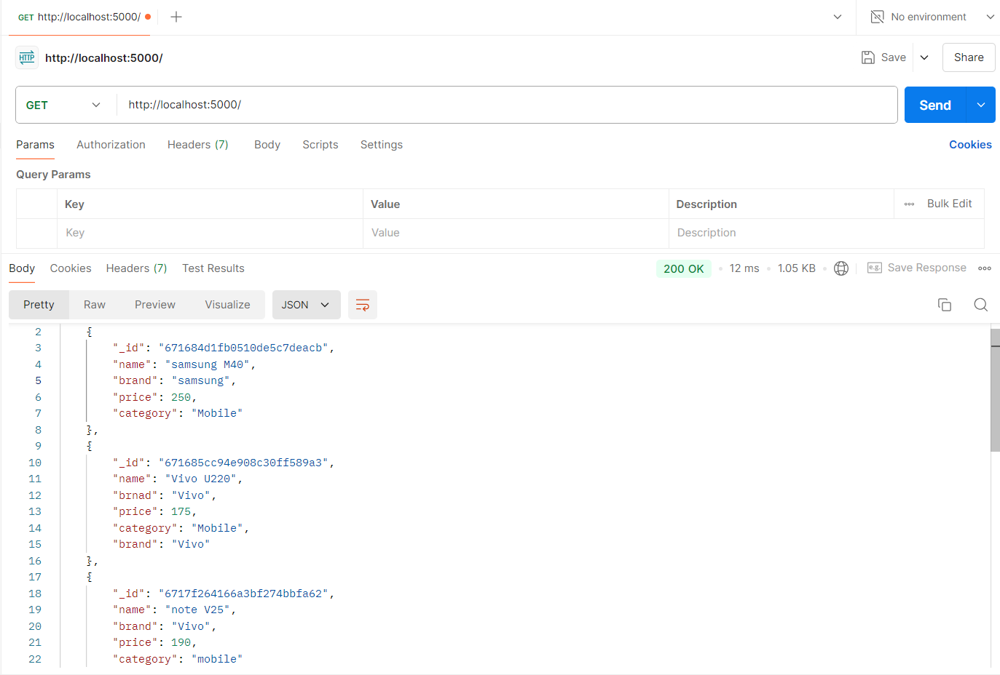 GET http://localhost:5000/
No environment
HTTP http://localhost:5000/
Save
Share
GET http://localhost:5000/
Send
Params Authorization Headers (7) Body Scripts Settings
Cookies
Query Params
Key Value Description Bulk Edit
Key Value Description
Body Cookies Headers (7) Test Results
200 OK 12 ms 1.05 KB e.g. Save Response
Pretty Raw Preview Visualize JSON
2 {
3 "_id": "671684d1fb0510de5c7deacb",
4 "name": "samsung M40",
5 "brand": "samsung",
6 "price": 250,
7 "category": "Mobile"
8 },
9 {
10 "_id": "671685cc94e908c30ff589a3",
11 "name": "Vivo U220",
12 "brnad": "Vivo",
13 "price": 175,
14 "category": "Mobile",
15 "brand": "Vivo"
16 },
17 {
18 "_id": "6717f264166a3bf274bbfa62",
19 "name": "note V25",
20 "brand": "Vivo",
21 "price": 190,
22 "category": "mobile"